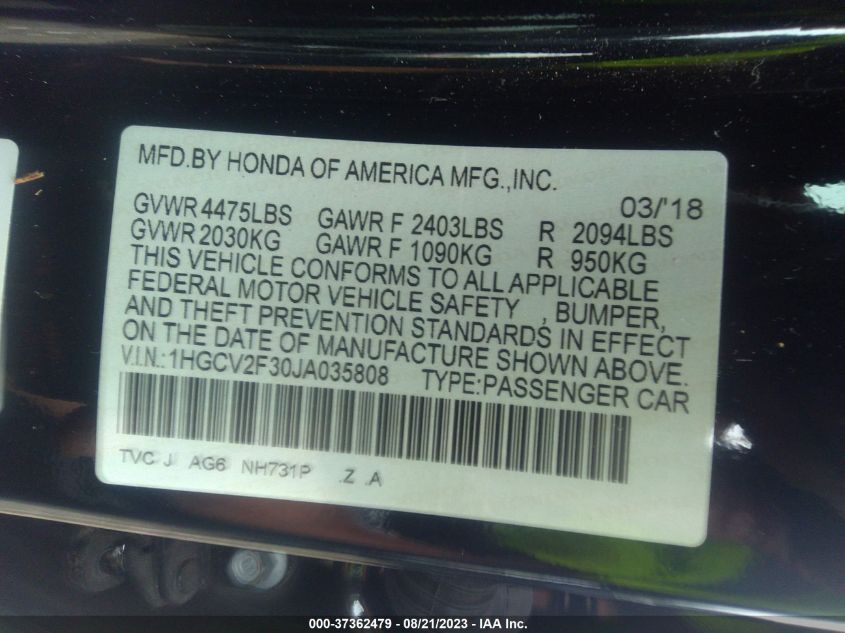 MFD.BY HONDA OF AMERICA MFG.,INC.
03/'18
GVWR 4475LBS GAWR F 2403LBS R 2094LBS
GVWR 2030KG GAWR F 1090KG R 950KG
THIS VEHICLE CONFORMS TO ALL APPLICABLE
FEDERAL MOTOR VEHICLE SAFETY , BUMPER,
AND THEFT PREVENTION STANDARDS IN EFFECT
ON THE DATE OF MANUFACTURE SHOWN ABOVE.
V.I.N.:1HGCV2F30JA035808 TYPE:PASSENGER CAR
TVC J AG6 NH731P .Z .A
000-37362479 - 08/21/2023 - IAA Inc.